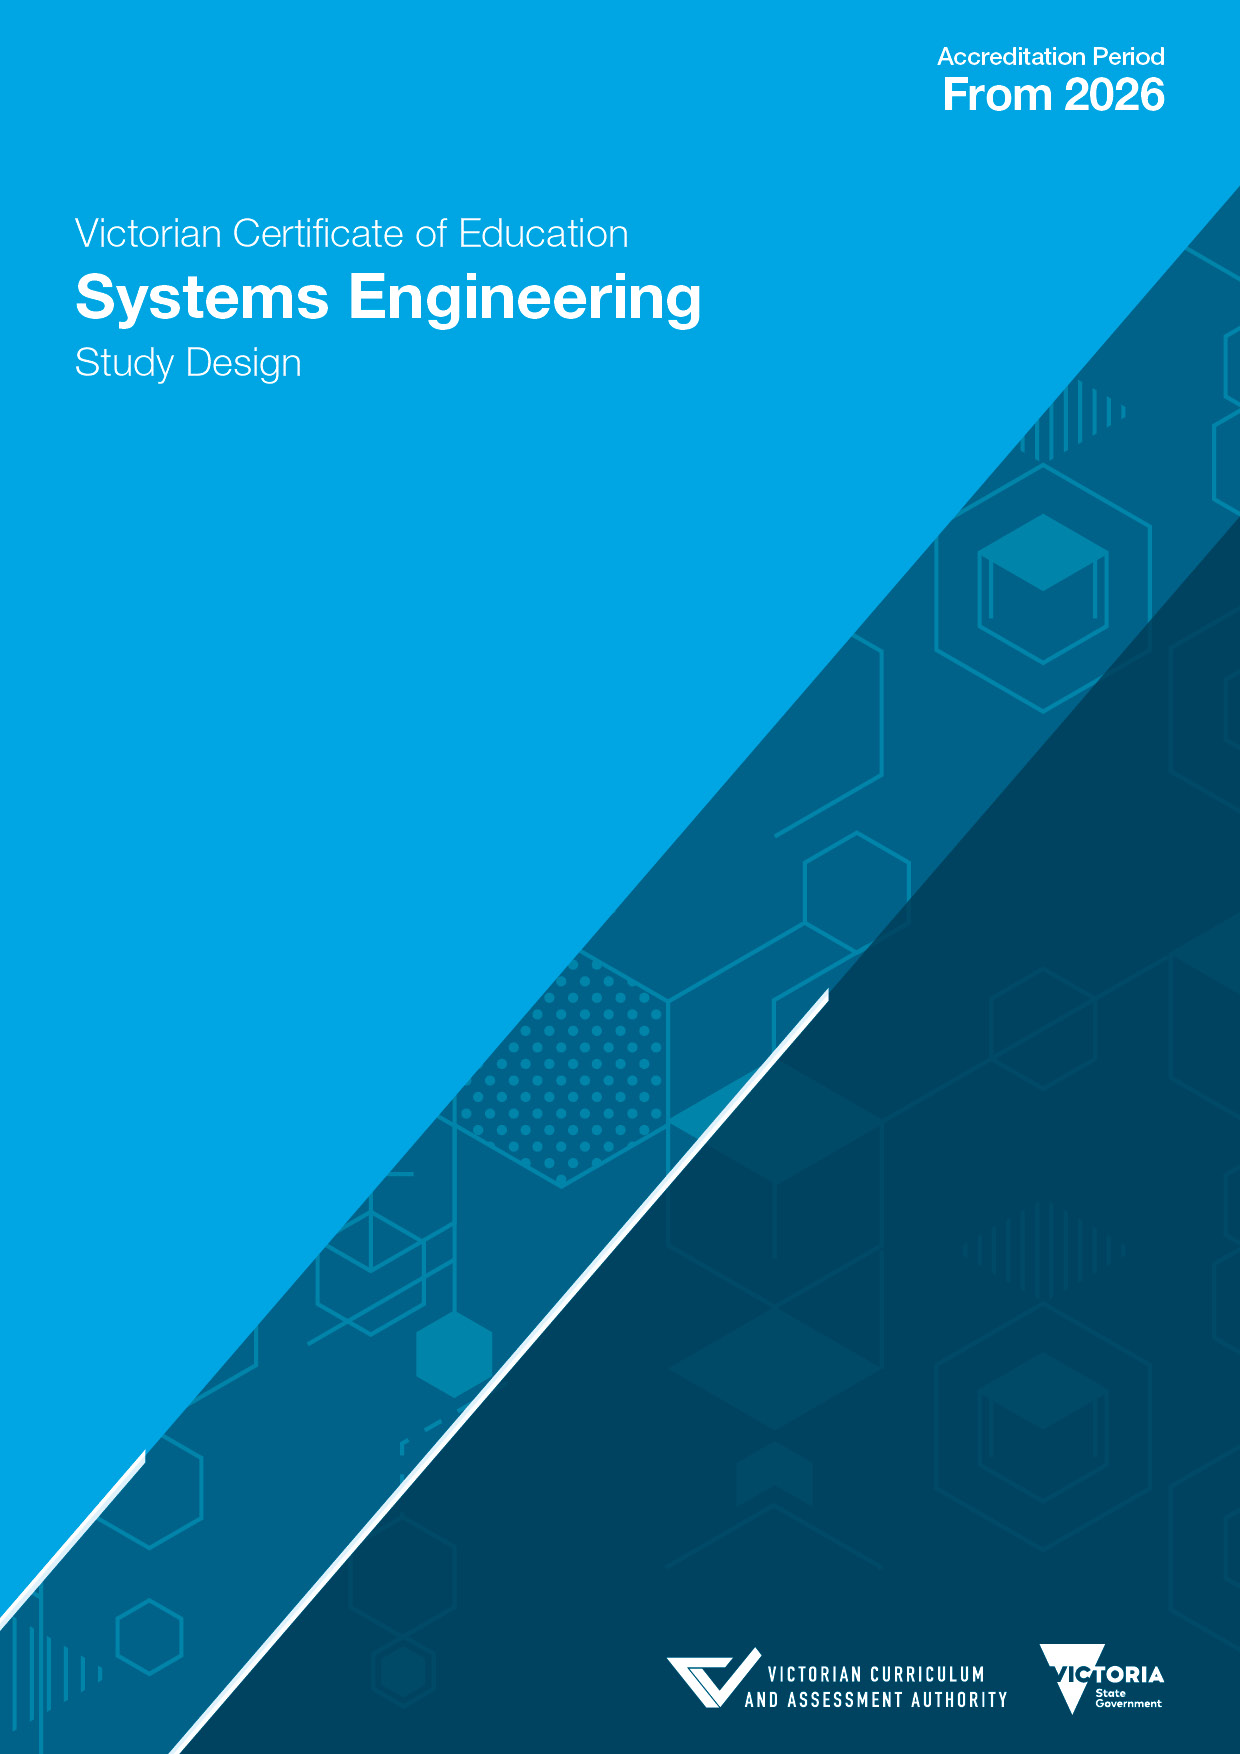 Accreditation Period
From 2026
Victorian Certificate of Education
Systems Engineering
Study Design
VICTORIAN CURRICULUM
AND ASSESSMENT AUTHORITY
VICTORIA
State
Government